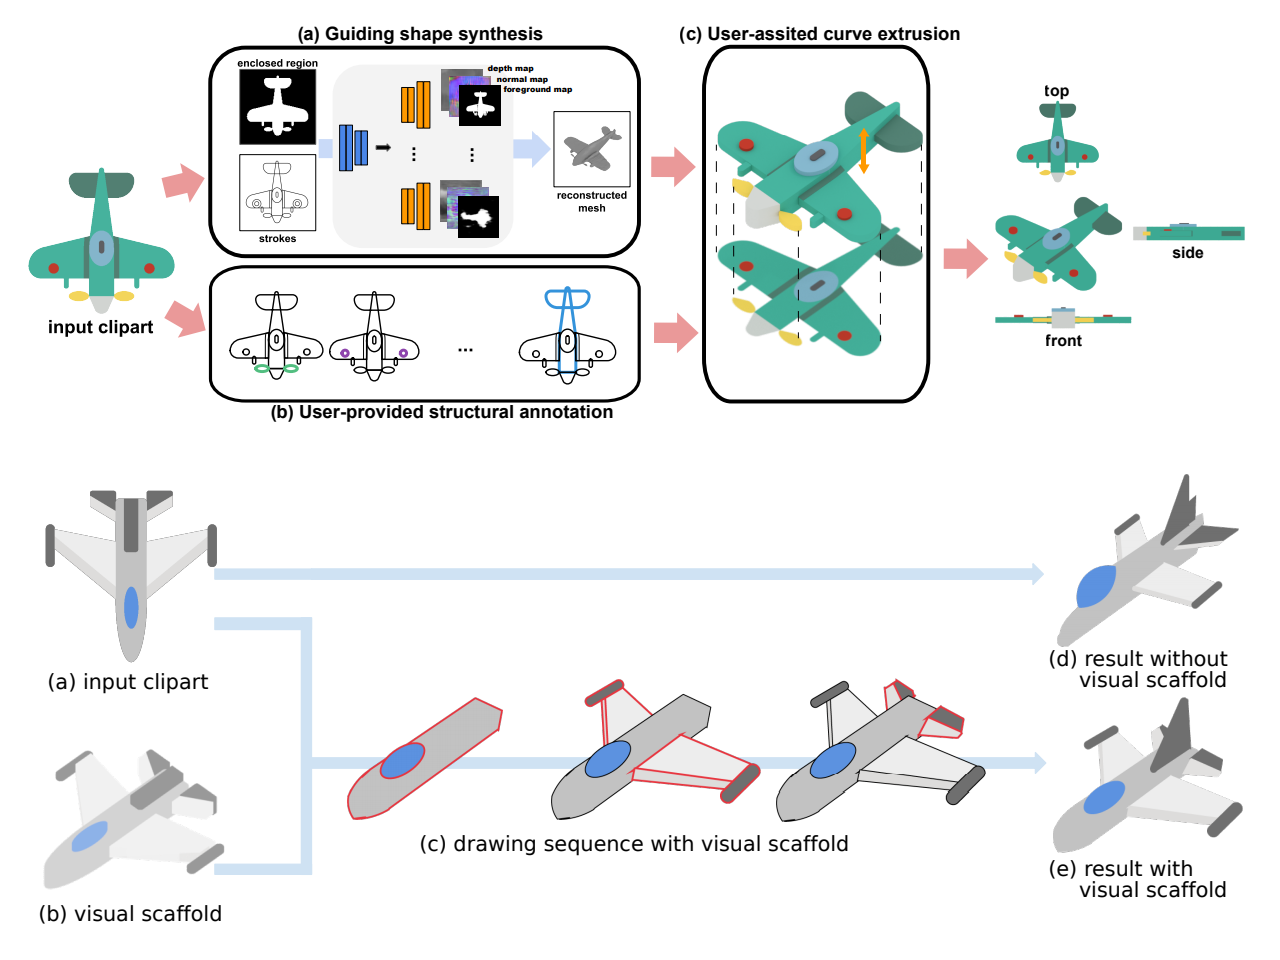 (a) Guiding shape synthesis
(c) User-assited curve extrusion
enclosed region
depth map
normal map
foreground map
strokes
reconstructed
mesh
input clipart
(b) User-provided structural annotation
top
side
front
(a) input clipart
(b) visual scaffold
(c) drawing sequence with visual scaffold
(d) result without
visual scaffold
(e) result with
visual scaffold